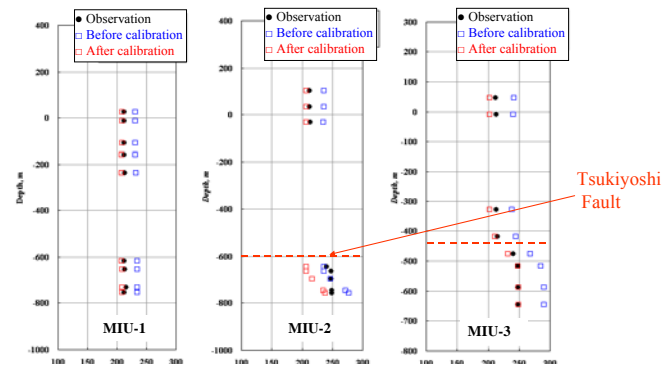 ● Observation
□ Before calibration
□ After calibration
400
200
0
-200
-400
-600
-800
-1000
Depth, m
MIU-1
100
150
200
250
300
● Observation
□ Before calibration
□ After calibration
400
200
0
-200
-400
-600
-800
-1000
Depth, m
MIU-2
100
150
200
250
300
● Observation
□ Before calibration
□ After calibration
200
100
0
-100
-200
-300
-400
-500
-600
-700
-800
Depth, m
MIU-3
100
150
200
250
300
Tsukiyoshi
Fault